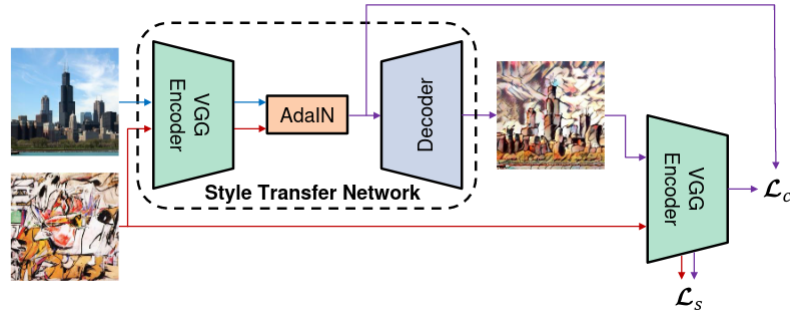 VGG
Encoder
AdaIN
Decoder
Style Transfer Network
VGG
Encoder
ℒc
ℒs